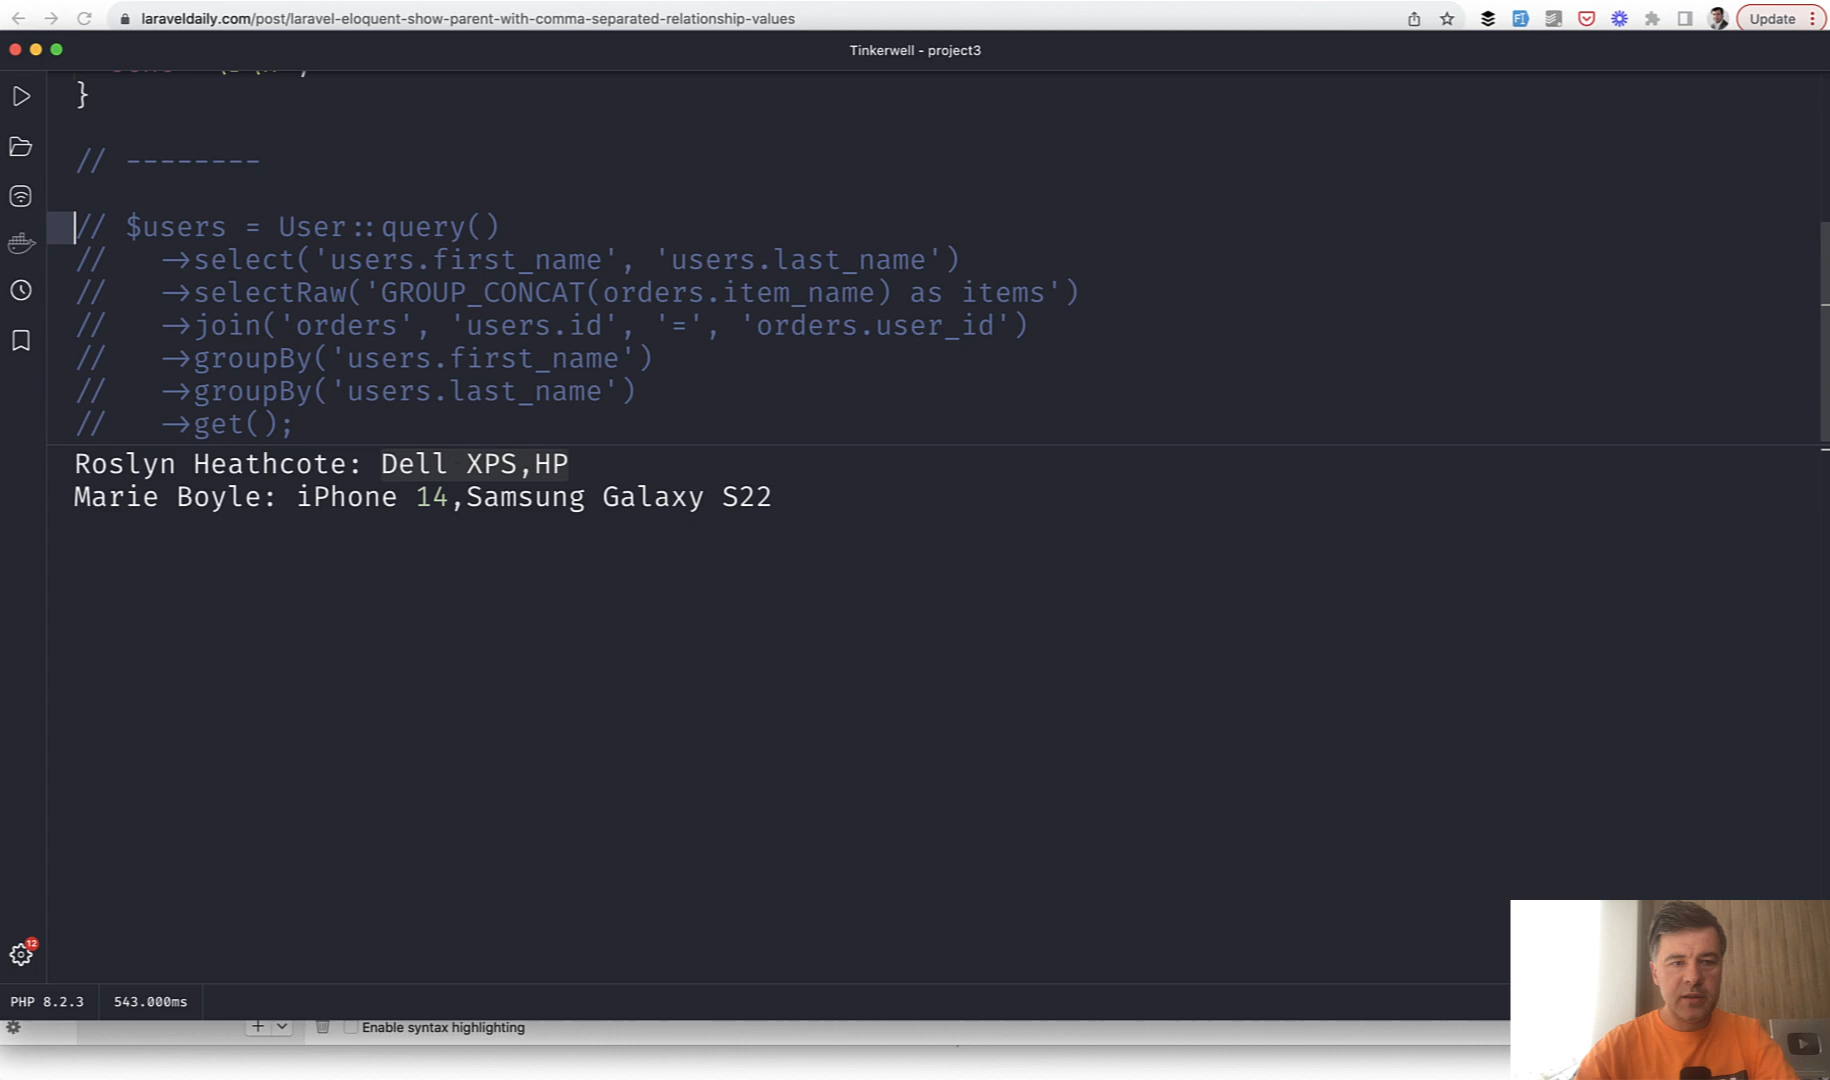 laraveldaily.com/post/laravel-eloquent-show-parent-with-comma-separated-relationship-values
Update
Tinkerwell - project3
}
// --------
// $users = User::query()
// ->select('users.first_name', 'users.last_name')
// ->selectRaw('GROUP_CONCAT(orders.item_name) as items')
// ->join('orders', 'users.id', '=', 'orders.user_id')
// ->groupBy('users.first_name')
// ->groupBy('users.last_name')
// ->get();
Roslyn Heathcote: Dell XPS,HP
Marie Boyle: iPhone 14,Samsung Galaxy S22
12
PHP 8.2.3
543.000ms
Enable syntax highlighting